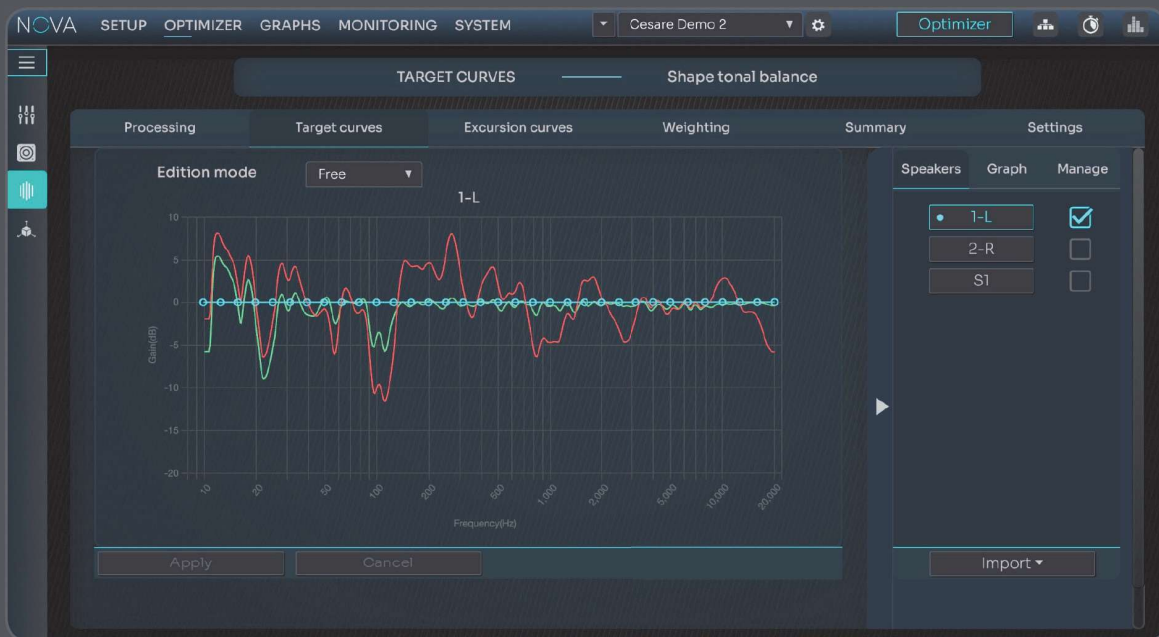 NOVA SETUP OPTIMIZER GRAPHS MONITORING SYSTEM Cesare Demo 2 Optimizer
TARGET CURVES Shape tonal balance
Processing Target curves Excursion curves Weighting Summary Settings
Edition mode Free
Speakers Graph Manage
1-L
1-L
2-R
S1
10
5
0
-5
-10
-15
-20
Gain(dB)
10 20 50 100 200 500 1,000 2,000 5,000 10,000 20,000
Frequency(Hz)
Apply Cancel
Import